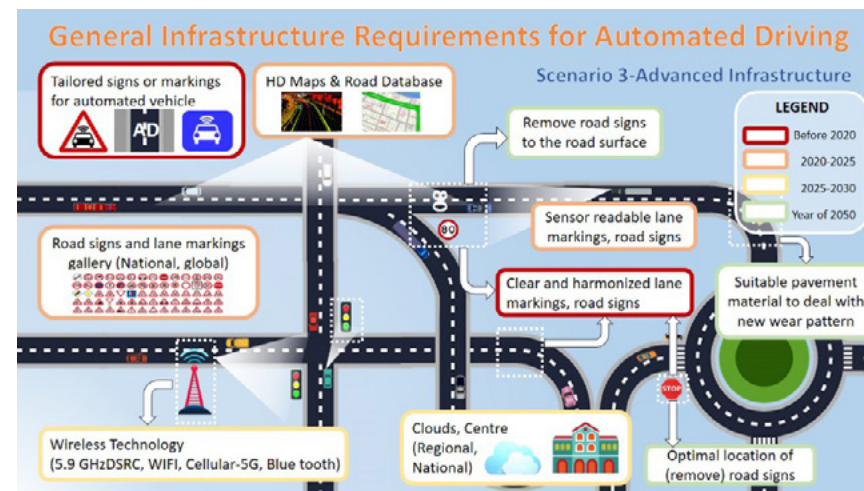 General Infrastructure Requirements for Automated Driving
Scenario 3-Advanced Infrastructure
Tailored signs or markings
for automated vehicle
A D
HD Maps & Road Database
Remove road signs
to the road surface
LEGEND
Before 2020
2020-2025
2025-2030
Year of 2050
80
80
Sensor readable lane
markings, road signs
Road signs and lane markings
gallery (National, global)
Clear and harmonized lane
markings, road signs
Suitable pavement
material to deal with
new wear pattern
STOP
Wireless Technology
(5.9 GHzDSRC, WIFI, Cellular-5G, Blue tooth)
Clouds, Centre
(Regional,
National)
Optimal location of
(remove) road signs